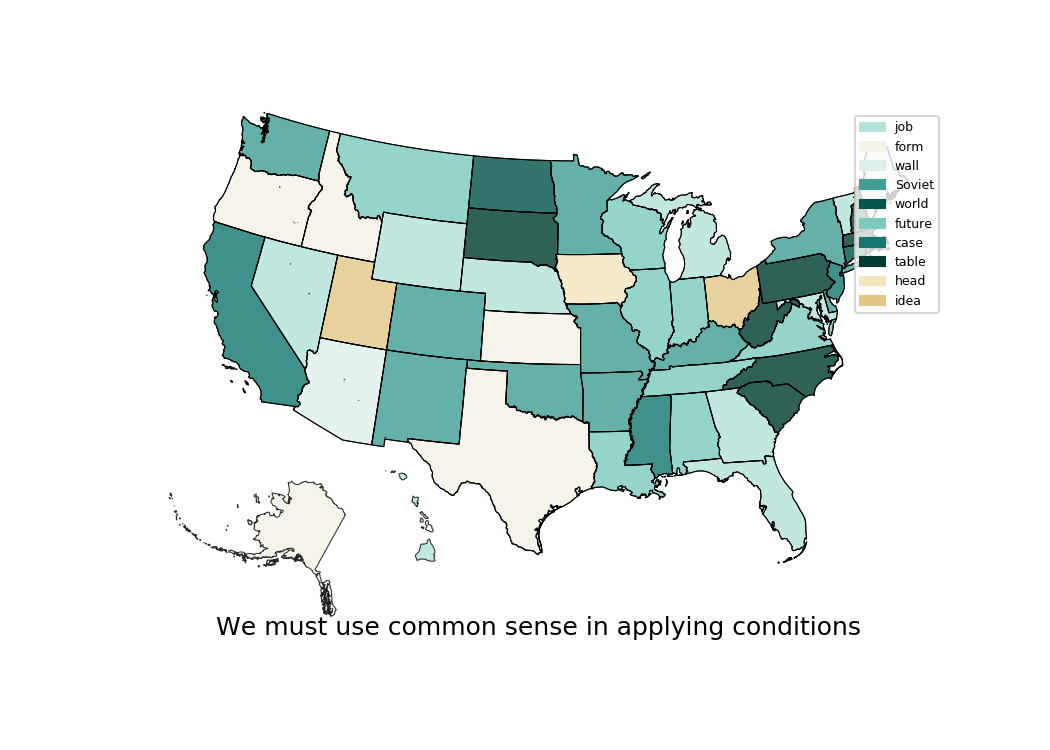 job
form
wall
Soviet
world
future
case
table
head
idea
We must use common sense in applying conditions